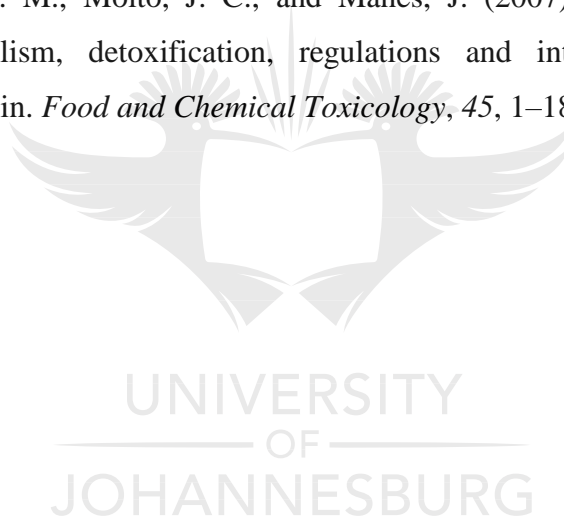 M., Moltó, J. C., and Mañes, J. (2007)
lism, detoxification, regulations and int
in. Food and Chemical Toxicology, 45, 1–18
UNIVERSITY
OF
JOHANNESBURG